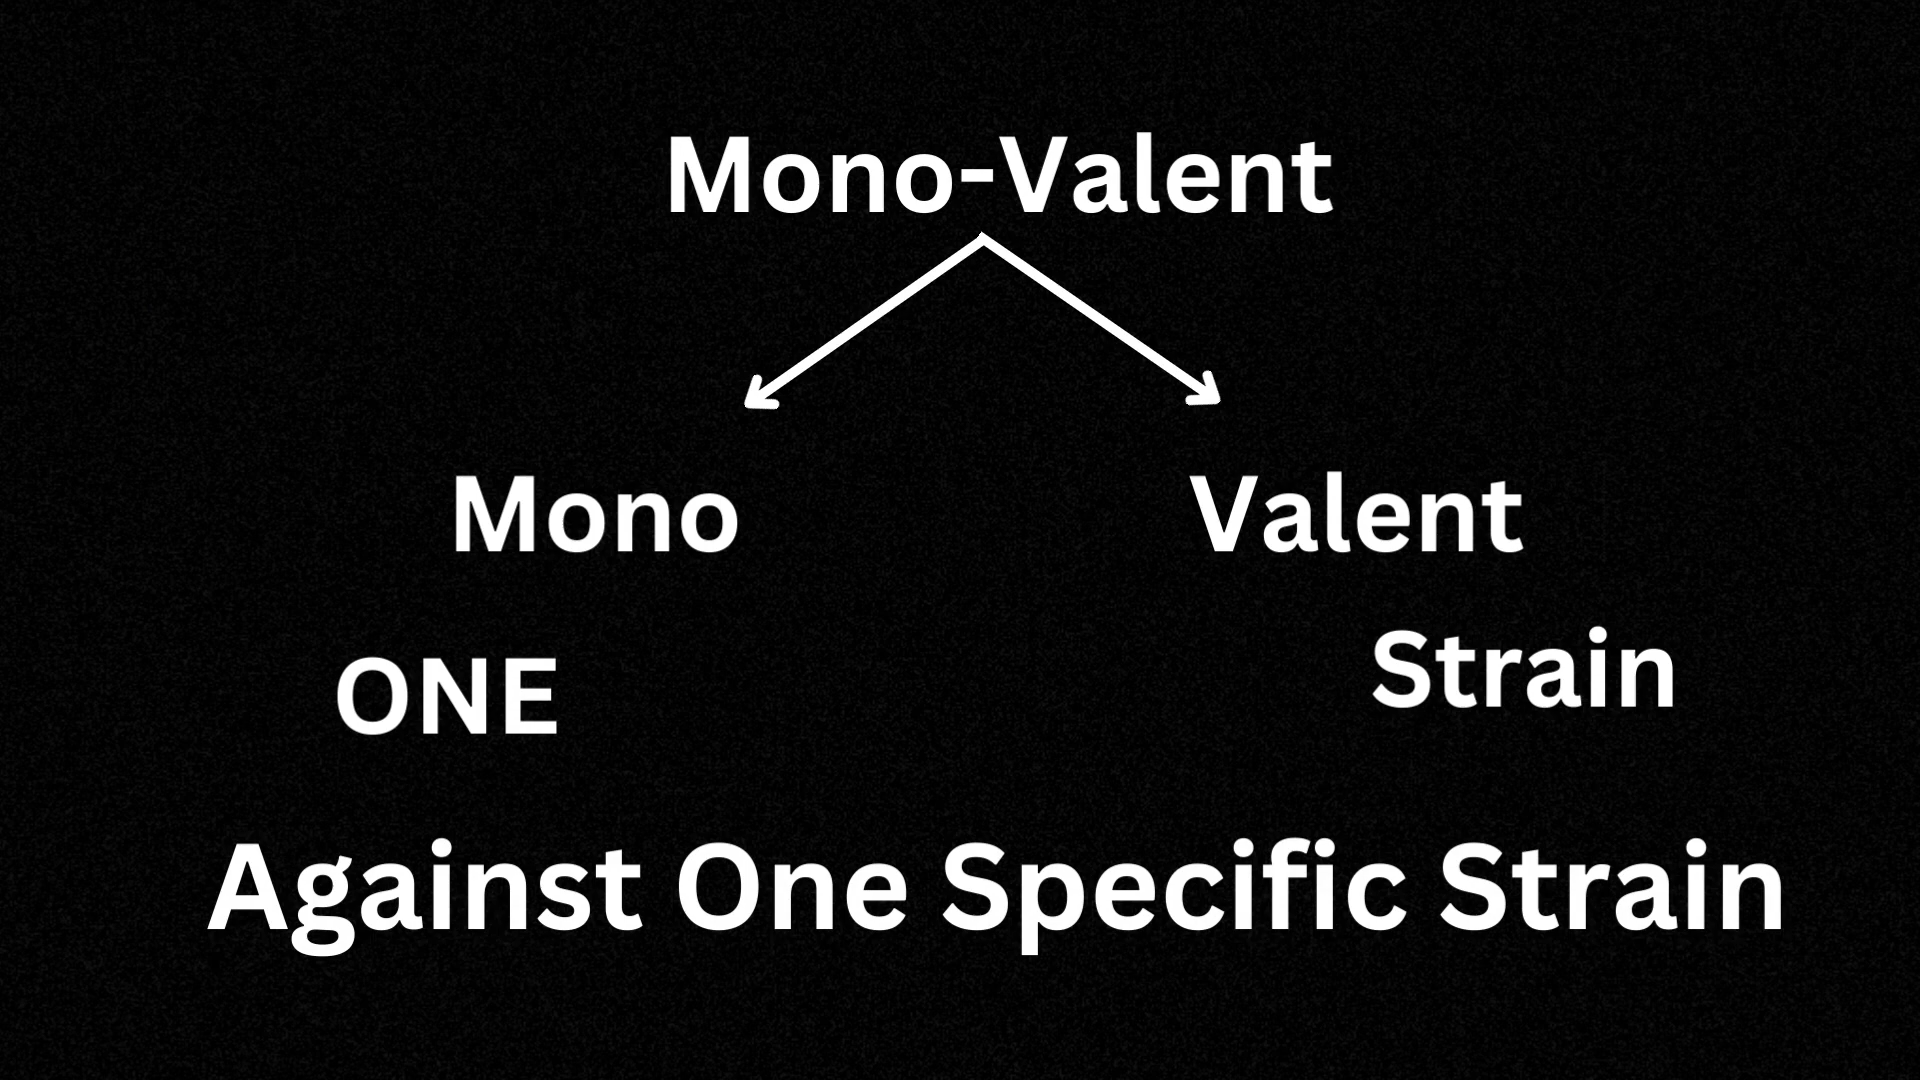 Mono-Valent
Mono
Valent
ONE
Strain
Against One Specific Strain